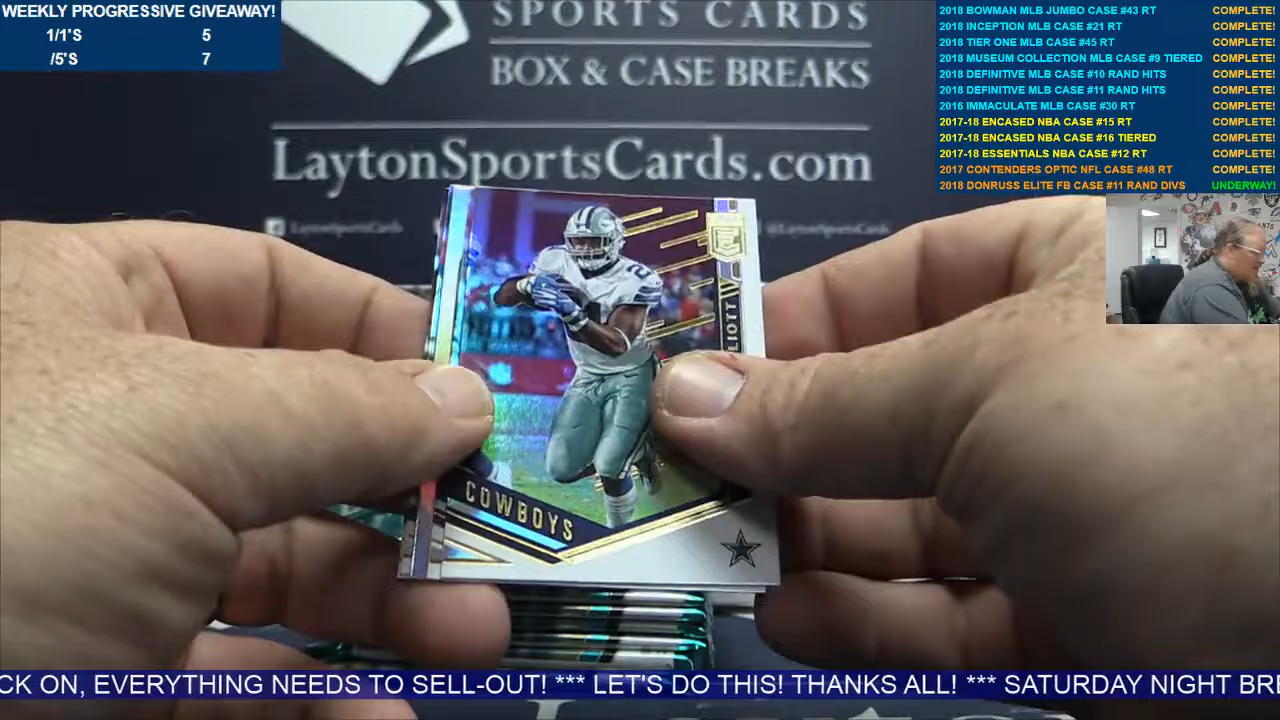 WEEKLY PROGRESSIVE GIVEAWAY!
1/1'S 5
/5'S 7
SPORTS CARDS
BOX & CASE BREAKS
LaytonSportsCards.com
LaytonSportsCards
@LaytonSportsCards
2018 BOWMAN MLB JUMBO CASE #43 RT COMPLETE!
2018 INCEPTION MLB CASE #21 RT COMPLETE!
2018 TIER ONE MLB CASE #45 RT COMPLETE!
2018 MUSEUM COLLECTION MLB CASE #9 TIERED COMPLETE!
2018 DEFINITIVE MLB CASE #10 RAND HITS COMPLETE!
2018 DEFINITIVE MLB CASE #11 RAND HITS COMPLETE!
2016 IMMACULATE MLB CASE #30 RT COMPLETE!
2017-18 ENCASED NBA CASE #15 RT COMPLETE!
2017-18 ENCASED NBA CASE #16 TIERED COMPLETE!
2017-18 ESSENTIALS NBA CASE #12 RT COMPLETE!
2017 CONTENDERS OPTIC NFL CASE #48 RT COMPLETE!
2018 DONRUSS ELITE FB CASE #11 RAND DIVS UNDERWAY!
LIOTT
COWBOYS
CK ON, EVERYTHING NEEDS TO SELL-OUT! *** LET'S DO THIS! THANKS ALL! *** SATURDAY NIGHT BRE